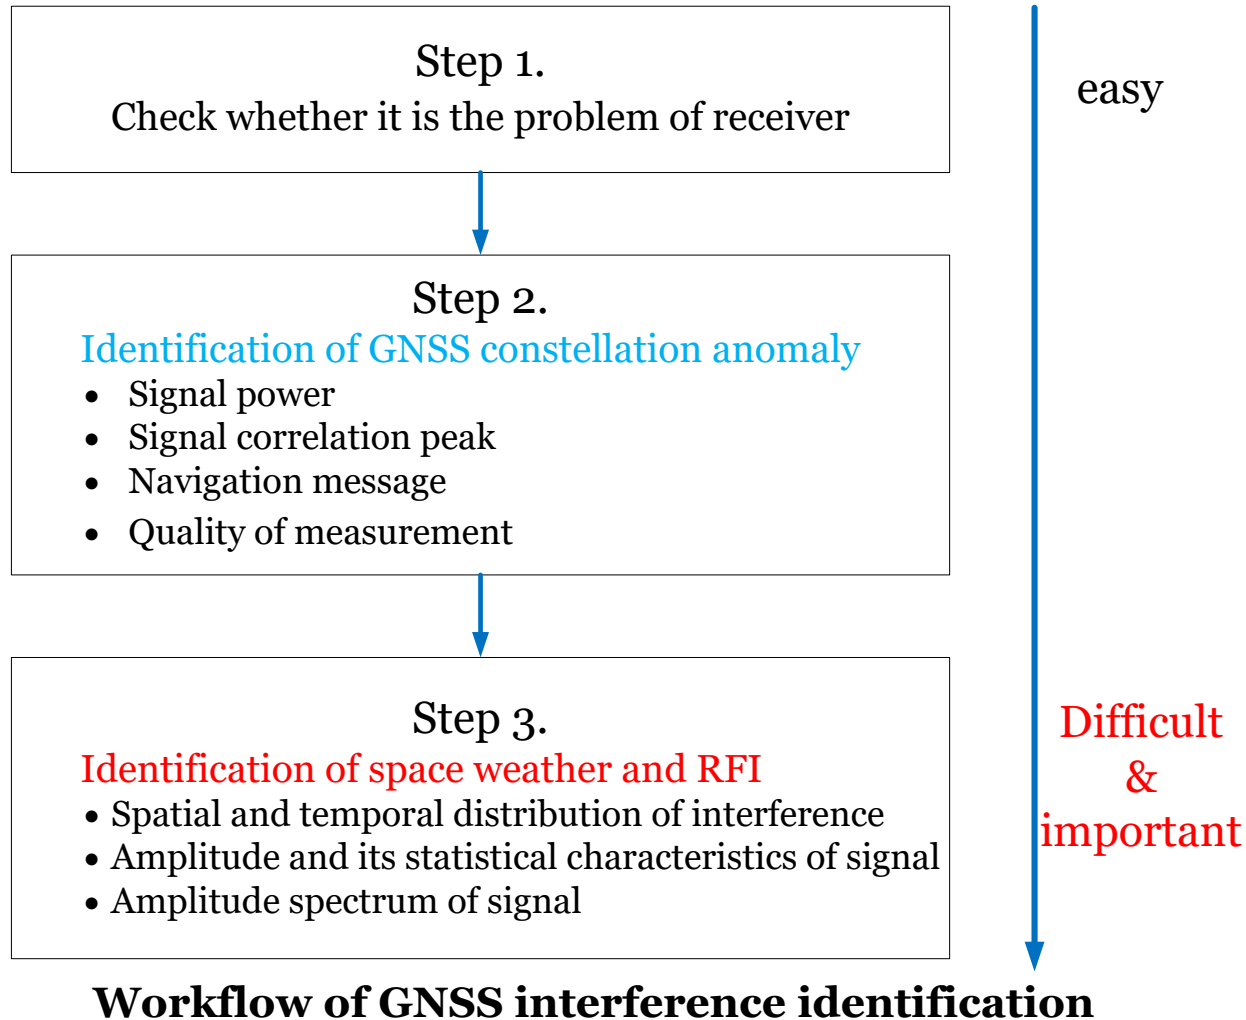 Step 1.
Check whether it is the problem of receiver
easy
Step 2.
Identification of GNSS constellation anomaly
• Signal power
• Signal correlation peak
• Navigation message
• Quality of measurement
Step 3.
Identification of space weather and RFI
• Spatial and temporal distribution of interference
• Amplitude and its statistical characteristics of signal
• Amplitude spectrum of signal
Difficult
&
important
Workflow of GNSS interference identification